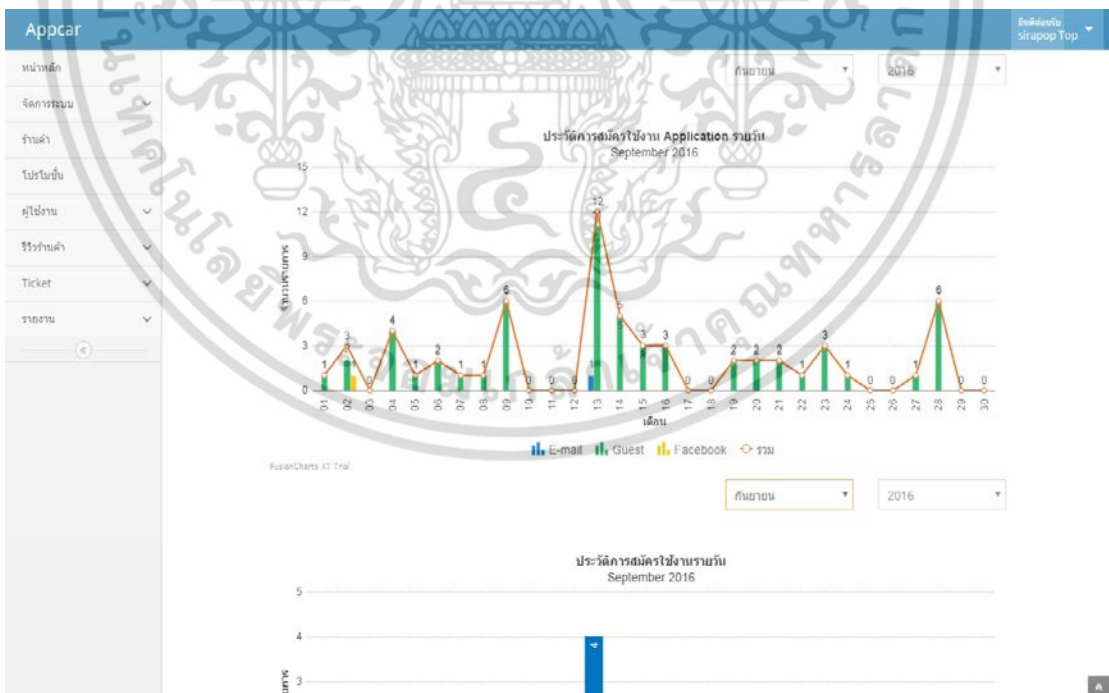 Appcar
ยินดีต้อนรับ
sirapop Top
หน้าหลัก
จัดการระบบ
ร้านค้า
โปรโมชั่น
ผู้ใช้งาน
รีวิวร้านค้า
Ticket
รายงาน
กันยายน 2016
ประวัติการสมัครใช้งาน Application รายวัน
September 2016
จำนวนรายการ
15
12
9
6
3
0
1 3 1 0 4 1 2 1 1 6 0 0 0 12 1 5 5 3 3 0 0 2 2 2 1 3 1 0 0 1 6 0 0
01 02 03 04 05 06 07 08 09 10 11 12 13 14 15 16 17 18 19 20 21 22 23 24 25 26 27 28 29 30
เดือน
E-mail Guest Facebook รวม
FusionCharts XT Trial
กันยายน 2016
ประวัติการสมัครใช้งานรายวัน
September 2016
5
4
3
4